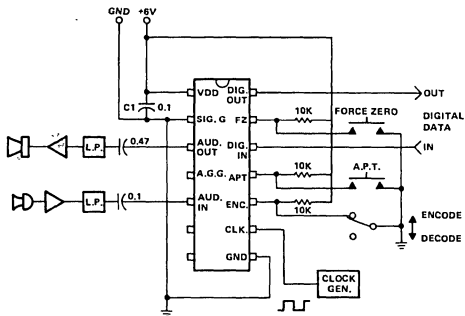 GND +6V
VDD DIG. OUT
OUT
C1 0.1
SIG. G FZ
10K
FORCE ZERO
DIGITAL DATA
L.P. 0.47
AUD. OUT DIG. IN
IN
A.G.G. APT
10K
A.P.T.
L.P. 0.1
AUD. IN ENC.
10K
ENCODE
CLK.
DECODE
GND
CLOCK GEN.